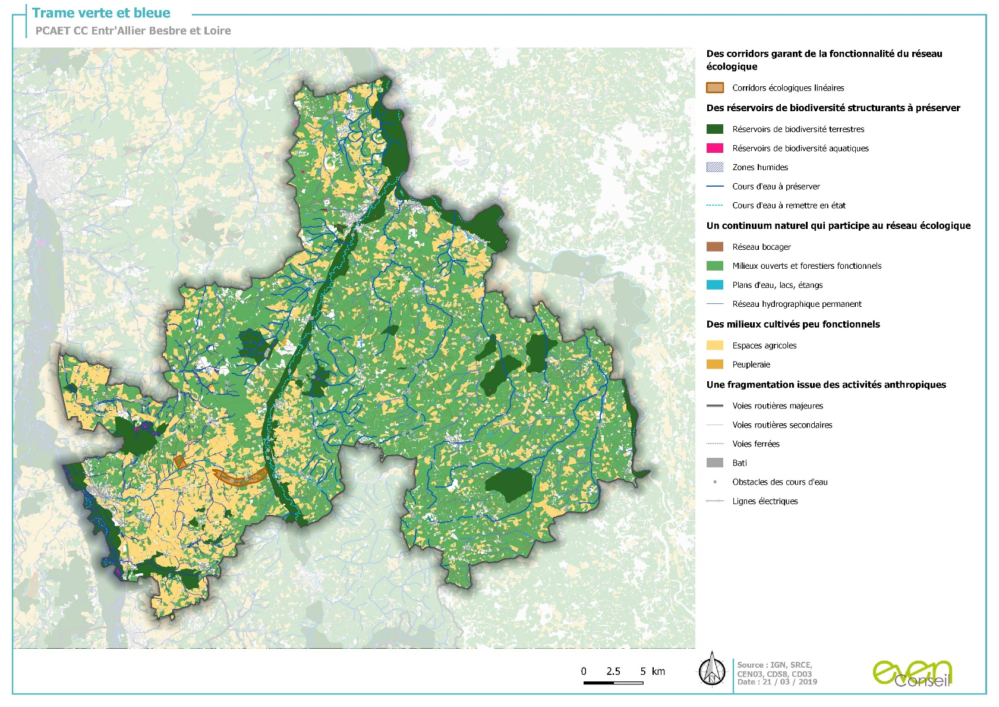 Trame verte et bleue
PCAET CC Entr'Allier Besbre et Loire
Des corridors garant de la fonctionnalité du réseau
écologique
Corridors écologiques linéaires
Des réservoirs de biodiversité structurants à préserver
Réservoirs de biodiversité terrestres
Réservoirs de biodiversité aquatiques
Zones humides
Cours d'eau à préserver
Cours d'eau à remettre en état
Un continuum naturel qui participe au réseau écologique
Réseau bocager
Milieux ouverts et forestiers fonctionnels
Plans d'eau, lacs, étangs
Réseau hydrographique permanent
Des milieux cultivés peu fonctionnels
Espaces agricoles
Peupleraie
Une fragmentation issue des activités anthropiques
Voies routières majeures
Voies routières secondaires
Voies ferrées
Bati
Obstacles des cours d'eau
Lignes électriques
0 2.5 5 km
N
Source : IGN, SRCE,
CEN03, CD58, CD03
Date : 21 / 03 / 2019
even
Conseil